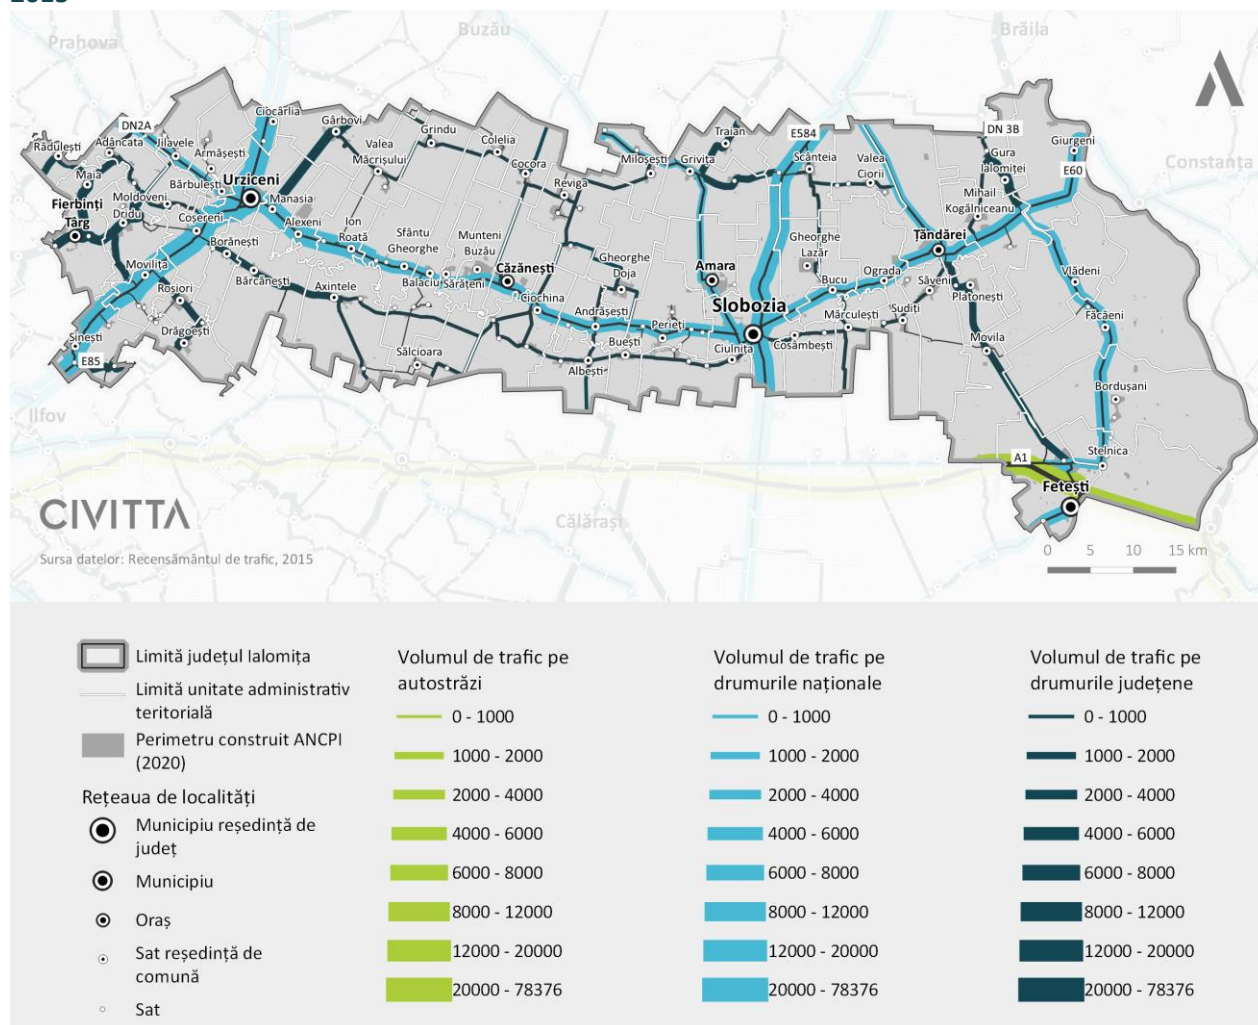 2015
Prahova
Buzău
Brăila
Constanța
Ilfov
Călărași
DN2A
Ciocârlia
Gârbovi
Grindu
Colelia
Traian
E584
DN 3B
Giurgeni
E60
Rădulești
Adâncata
Jilavele
Armășești
Valea
Măcrișului
Cocora
Miloșești
Grivița
Scânteia
Valea
Ciorii
Gura
Ialomiței
Maia
Bărbulești
Urziceni
Reviga
Mihail
Kogălniceanu
Fierbinți
Târg
Moldoveni
Dridu
Coșereni
Manasia
Alexeni
Ion
Roată
Sfântu
Gheorghe
Munteni
Buzău
Gheorghe
Doja
Gheorghe
Lazăr
Țăndărei
Borănești
Movilița
Bărcănești
Axintele
Balaciu
Sărățeni
Căzănești
Amara
Bucu
Ograda
Săveni
Platonești
Vlădeni
Roșiori
Ciochina
Andrășești
Slobozia
Mărculești
Sudiți
Făcăeni
Sinești
Drăgoești
Perieți
Buești
Ciulnița
Cosâmbești
Movila
E85
Sălcioara
Albești
Bordușani
Stelnica
A1
Fetești
CIVITTA
Sursa datelor: Recensământul de trafic, 2015
0 5 10 15 km
Limită județul Ialomița
Limită unitate administrativ
teritorială
Perimetru construit ANCPI
(2020)
Rețeaua de localități
Municipiu reședință de
județ
Municipiu
Oraș
Sat reședință de
comună
Sat
Volumul de trafic pe
autostrăzi
0 - 1000
1000 - 2000
2000 - 4000
4000 - 6000
6000 - 8000
8000 - 12000
12000 - 20000
20000 - 78376
Volumul de trafic pe
drumurile naționale
0 - 1000
1000 - 2000
2000 - 4000
4000 - 6000
6000 - 8000
8000 - 12000
12000 - 20000
20000 - 78376
Volumul de trafic pe
drumurile județene
0 - 1000
1000 - 2000
2000 - 4000
4000 - 6000
6000 - 8000
8000 - 12000
12000 - 20000
20000 - 78376